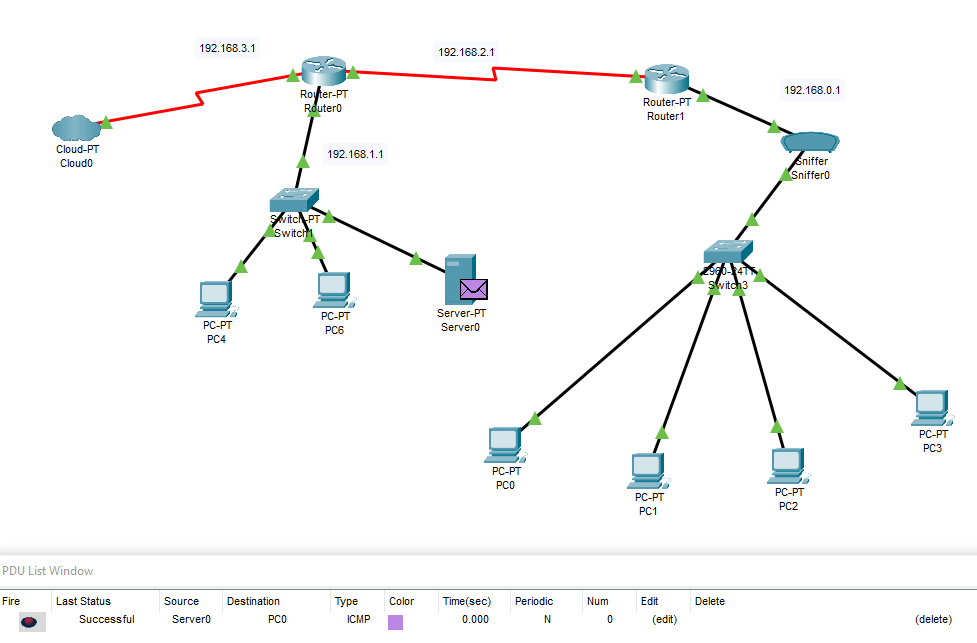 192.168.3.1
192.168.2.1
Router-PT
Router0
Router-PT
Router1
192.168.0.1
Cloud-PT
Cloud0
192.168.1.1
Sniffer
Sniffer0
Switch-PT
Switch1
2960-24TT
Switch3
PC-PT
PC4
PC-PT
PC6
Server-PT
Server0
PC-PT
PC3
PC-PT
PC0
PC-PT
PC1
PC-PT
PC2
PDU List Window
Fire Last Status Source Destination Type Color Time(sec) Periodic Num Edit Delete
Successful Server0 PC0 ICMP 0.000 N 0 (edit) (delete)